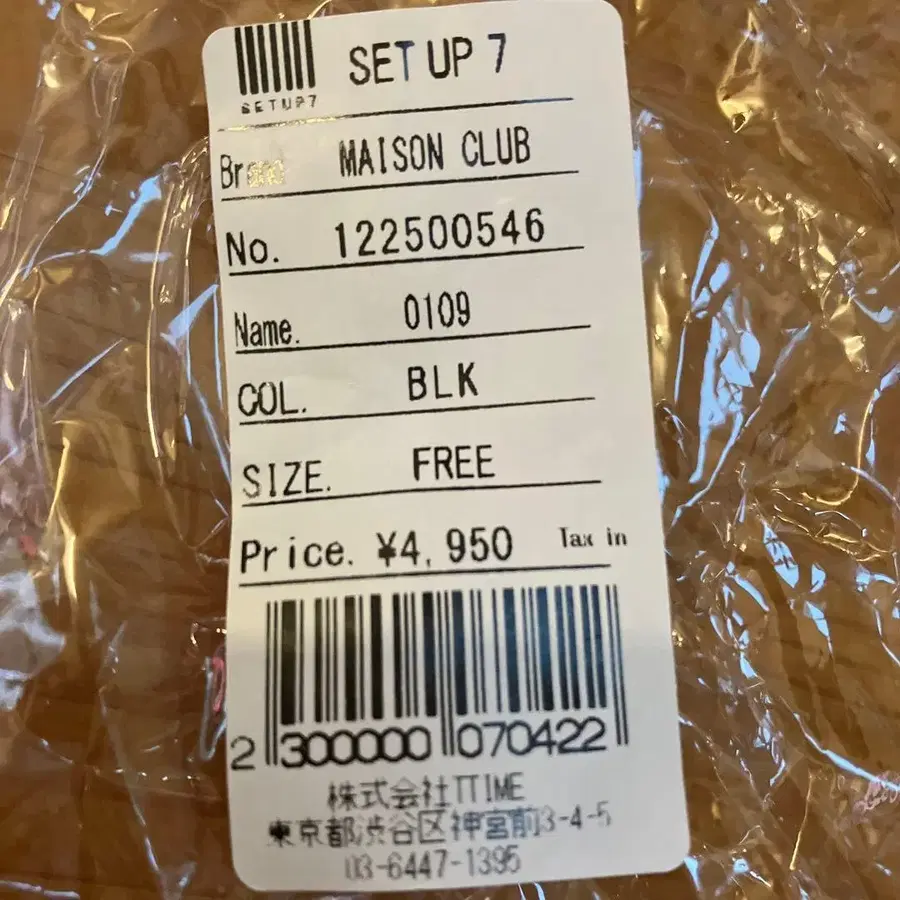 SET UP 7
SETUP7
Brand MAISON CLUB
No. 122500546
Name. 0109
COL. BLK
SIZE. FREE
Price. ¥4,950 Tax in
2 300000 070422
株式会社TTIME
東京都渋谷区神宮前3-4-5
03-6447-1395